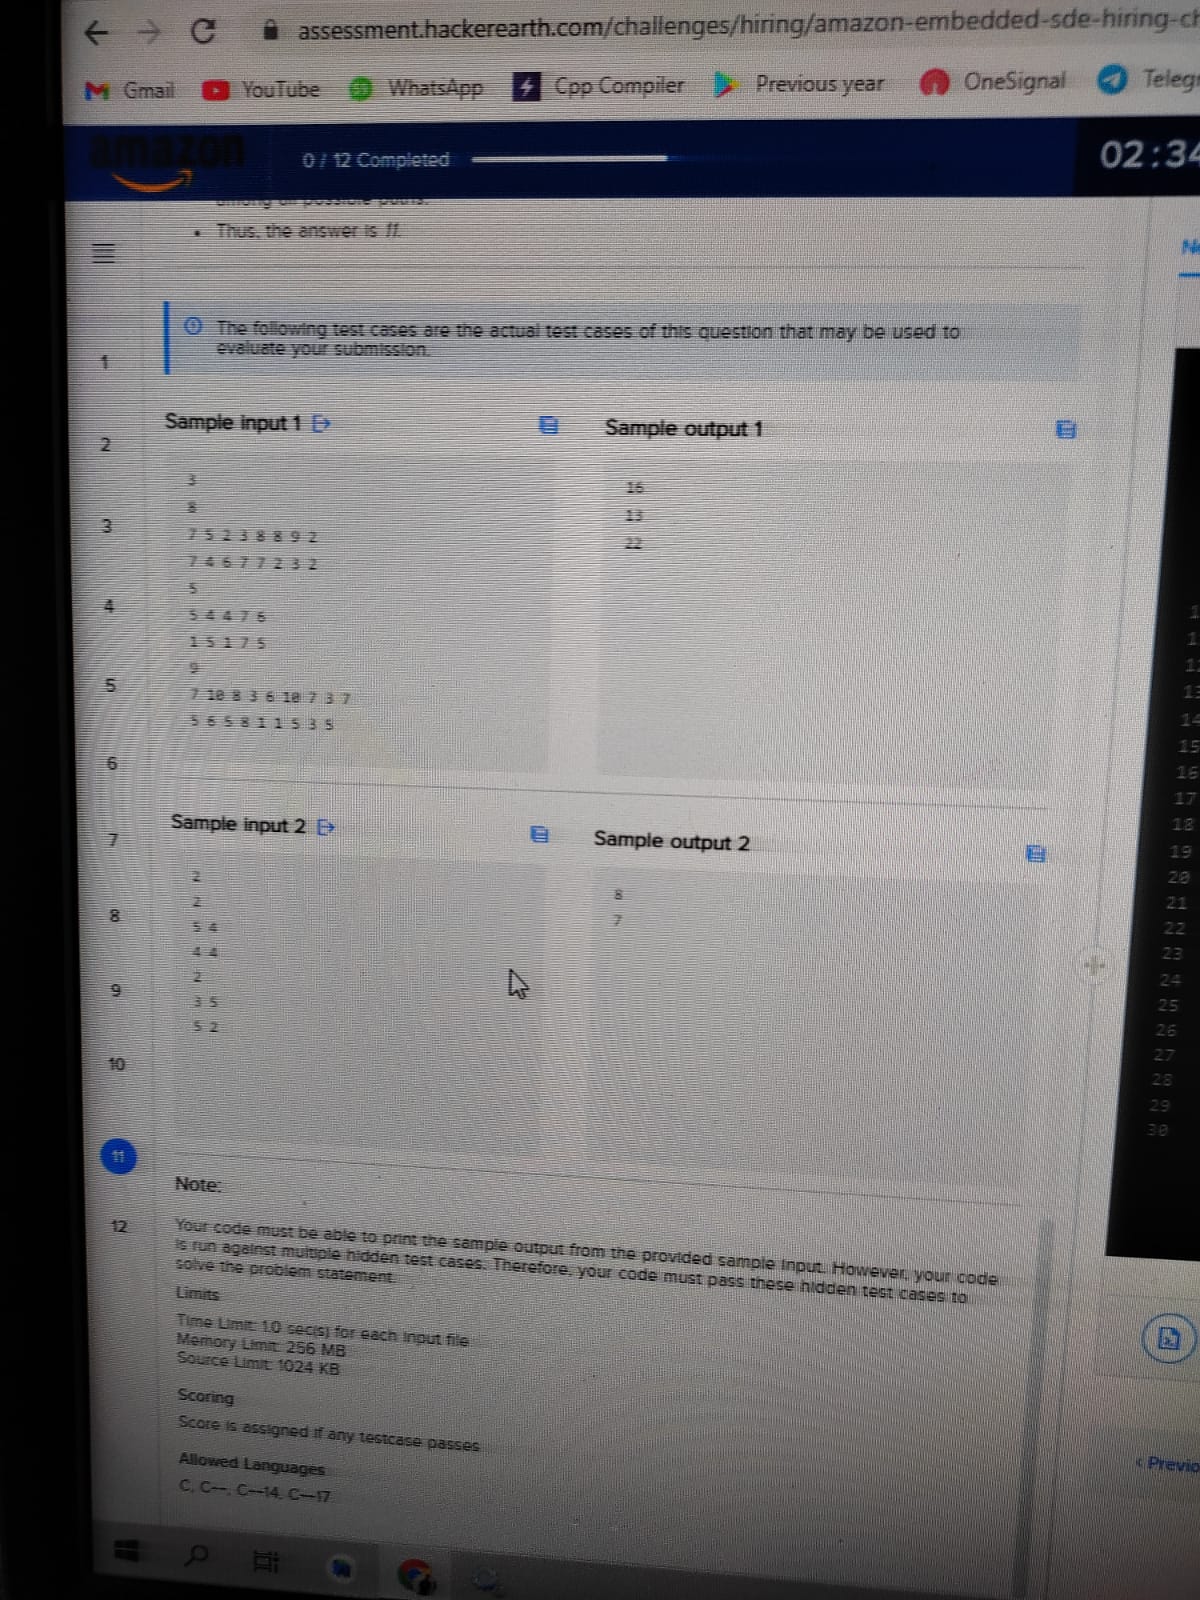 assessment.hackerearth.com/challenges/hiring/amazon-embedded-sde-hiring-ch
Gmail YouTube WhatsApp Cpp Compiler Previous year OneSignal Telegr
amazon 0 / 12 Completed 02:34
among all possible paths.
Thus, the answer is 11.
The following test cases are the actual test cases of this question that may be used to
evaluate your submission.
1
Sample input 1
Sample output 1
2
3
8
7 5 2 3 8 8 9 2
7 4 6 7 7 2 3 2
5
5 4 4 7 6
1 5 1 7 5
9
7 10 8 3 6 10 7 3 7
5 6 5 8 1 1 5 3 5
16
13
22
3
4
5
6
Sample input 2
Sample output 2
7
2
2
5 4
4 4
2
3 5
5 2
8
7
8
9
10
11
12
Note:
Your code must be able to print the sample output from the provided sample input. However, your code
is run against multiple hidden test cases. Therefore, your code must pass these hidden test cases to
solve the problem statement.
Limits
Time Limit: 1.0 sec(s) for each input file
Memory Limit: 256 MB
Source Limit: 1024 KB
Scoring
Score is assigned if any testcase passes
Allowed Languages
C, C++, C++14, C++17
13
14
15
16
17
18
19
20
21
22
23
24
25
26
27
28
29
30
‹ Previo